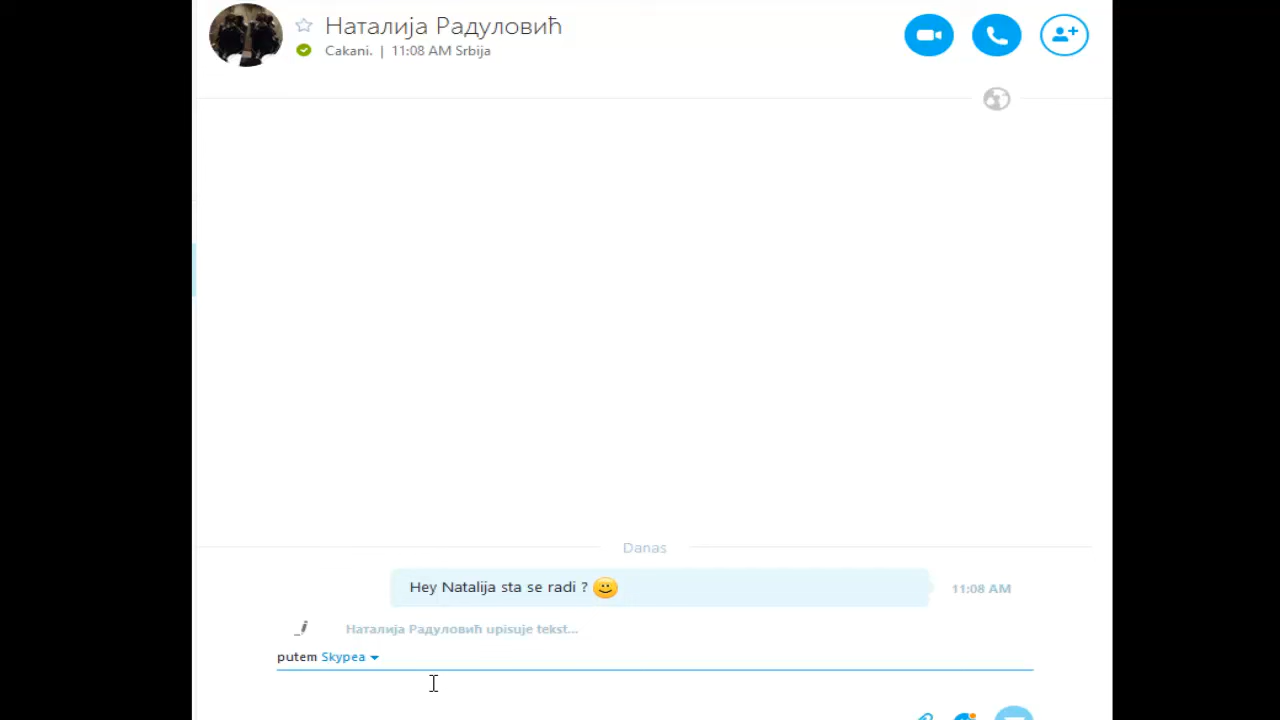 Наталија Радуловић
Cakani. | 11:08 AM Srbija
Danas
Hey Natalija sta se radi ?
11:08 AM
Наталија Радуловић upisuje tekst...
putem Skypea